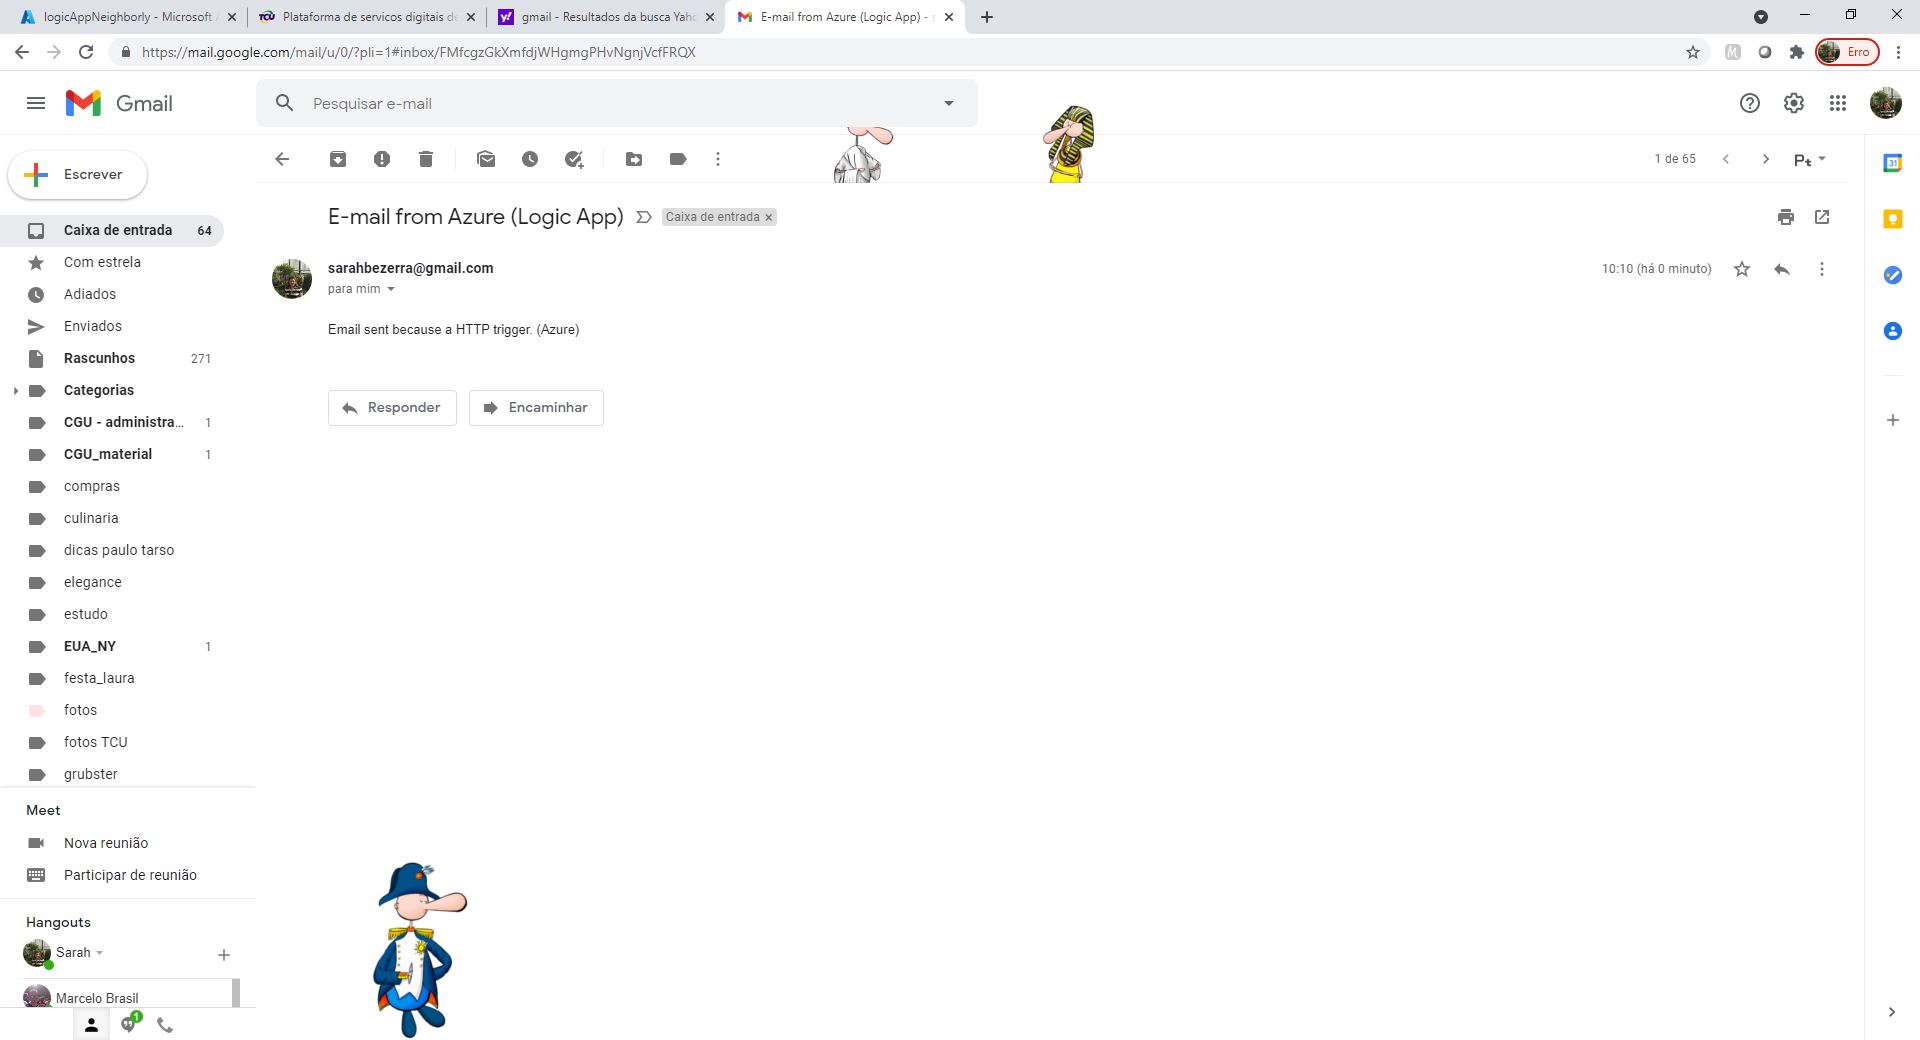 logicAppNeighborly - Microsoft
Plataforma de servicos digitais de
gmail - Resultados da busca Yaho
E-mail from Azure (Logic App) -
https://mail.google.com/mail/u/0/?pli=1#inbox/FMfcgzGkXmfdjWHgmgPHvNgnjVcfFRQX
Erro
Gmail
Pesquisar e-mail
Escrever
1 de 65
Pt
E-mail from Azure (Logic App)
Caixa de entrada ×
sarahbezerra@gmail.com
10:10 (há 0 minuto)
para mim
Email sent because a HTTP trigger. (Azure)
Responder
Encaminhar
Caixa de entrada 64
Com estrela
Adiados
Enviados
Rascunhos 271
Categorias
CGU - administra... 1
CGU_material 1
compras
culinaria
dicas paulo tarso
elegance
estudo
EUA_NY 1
festa_laura
fotos
fotos TCU
grubster
Meet
Nova reunião
Participar de reunião
Hangouts
Sarah
Marcelo Brasil
1
31